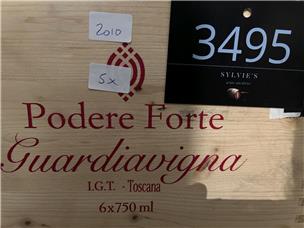 2010
5x
3495
SYLVIE'S
Podere Forte
Guardiavigna
I.G.T. - Toscana
6x750 ml